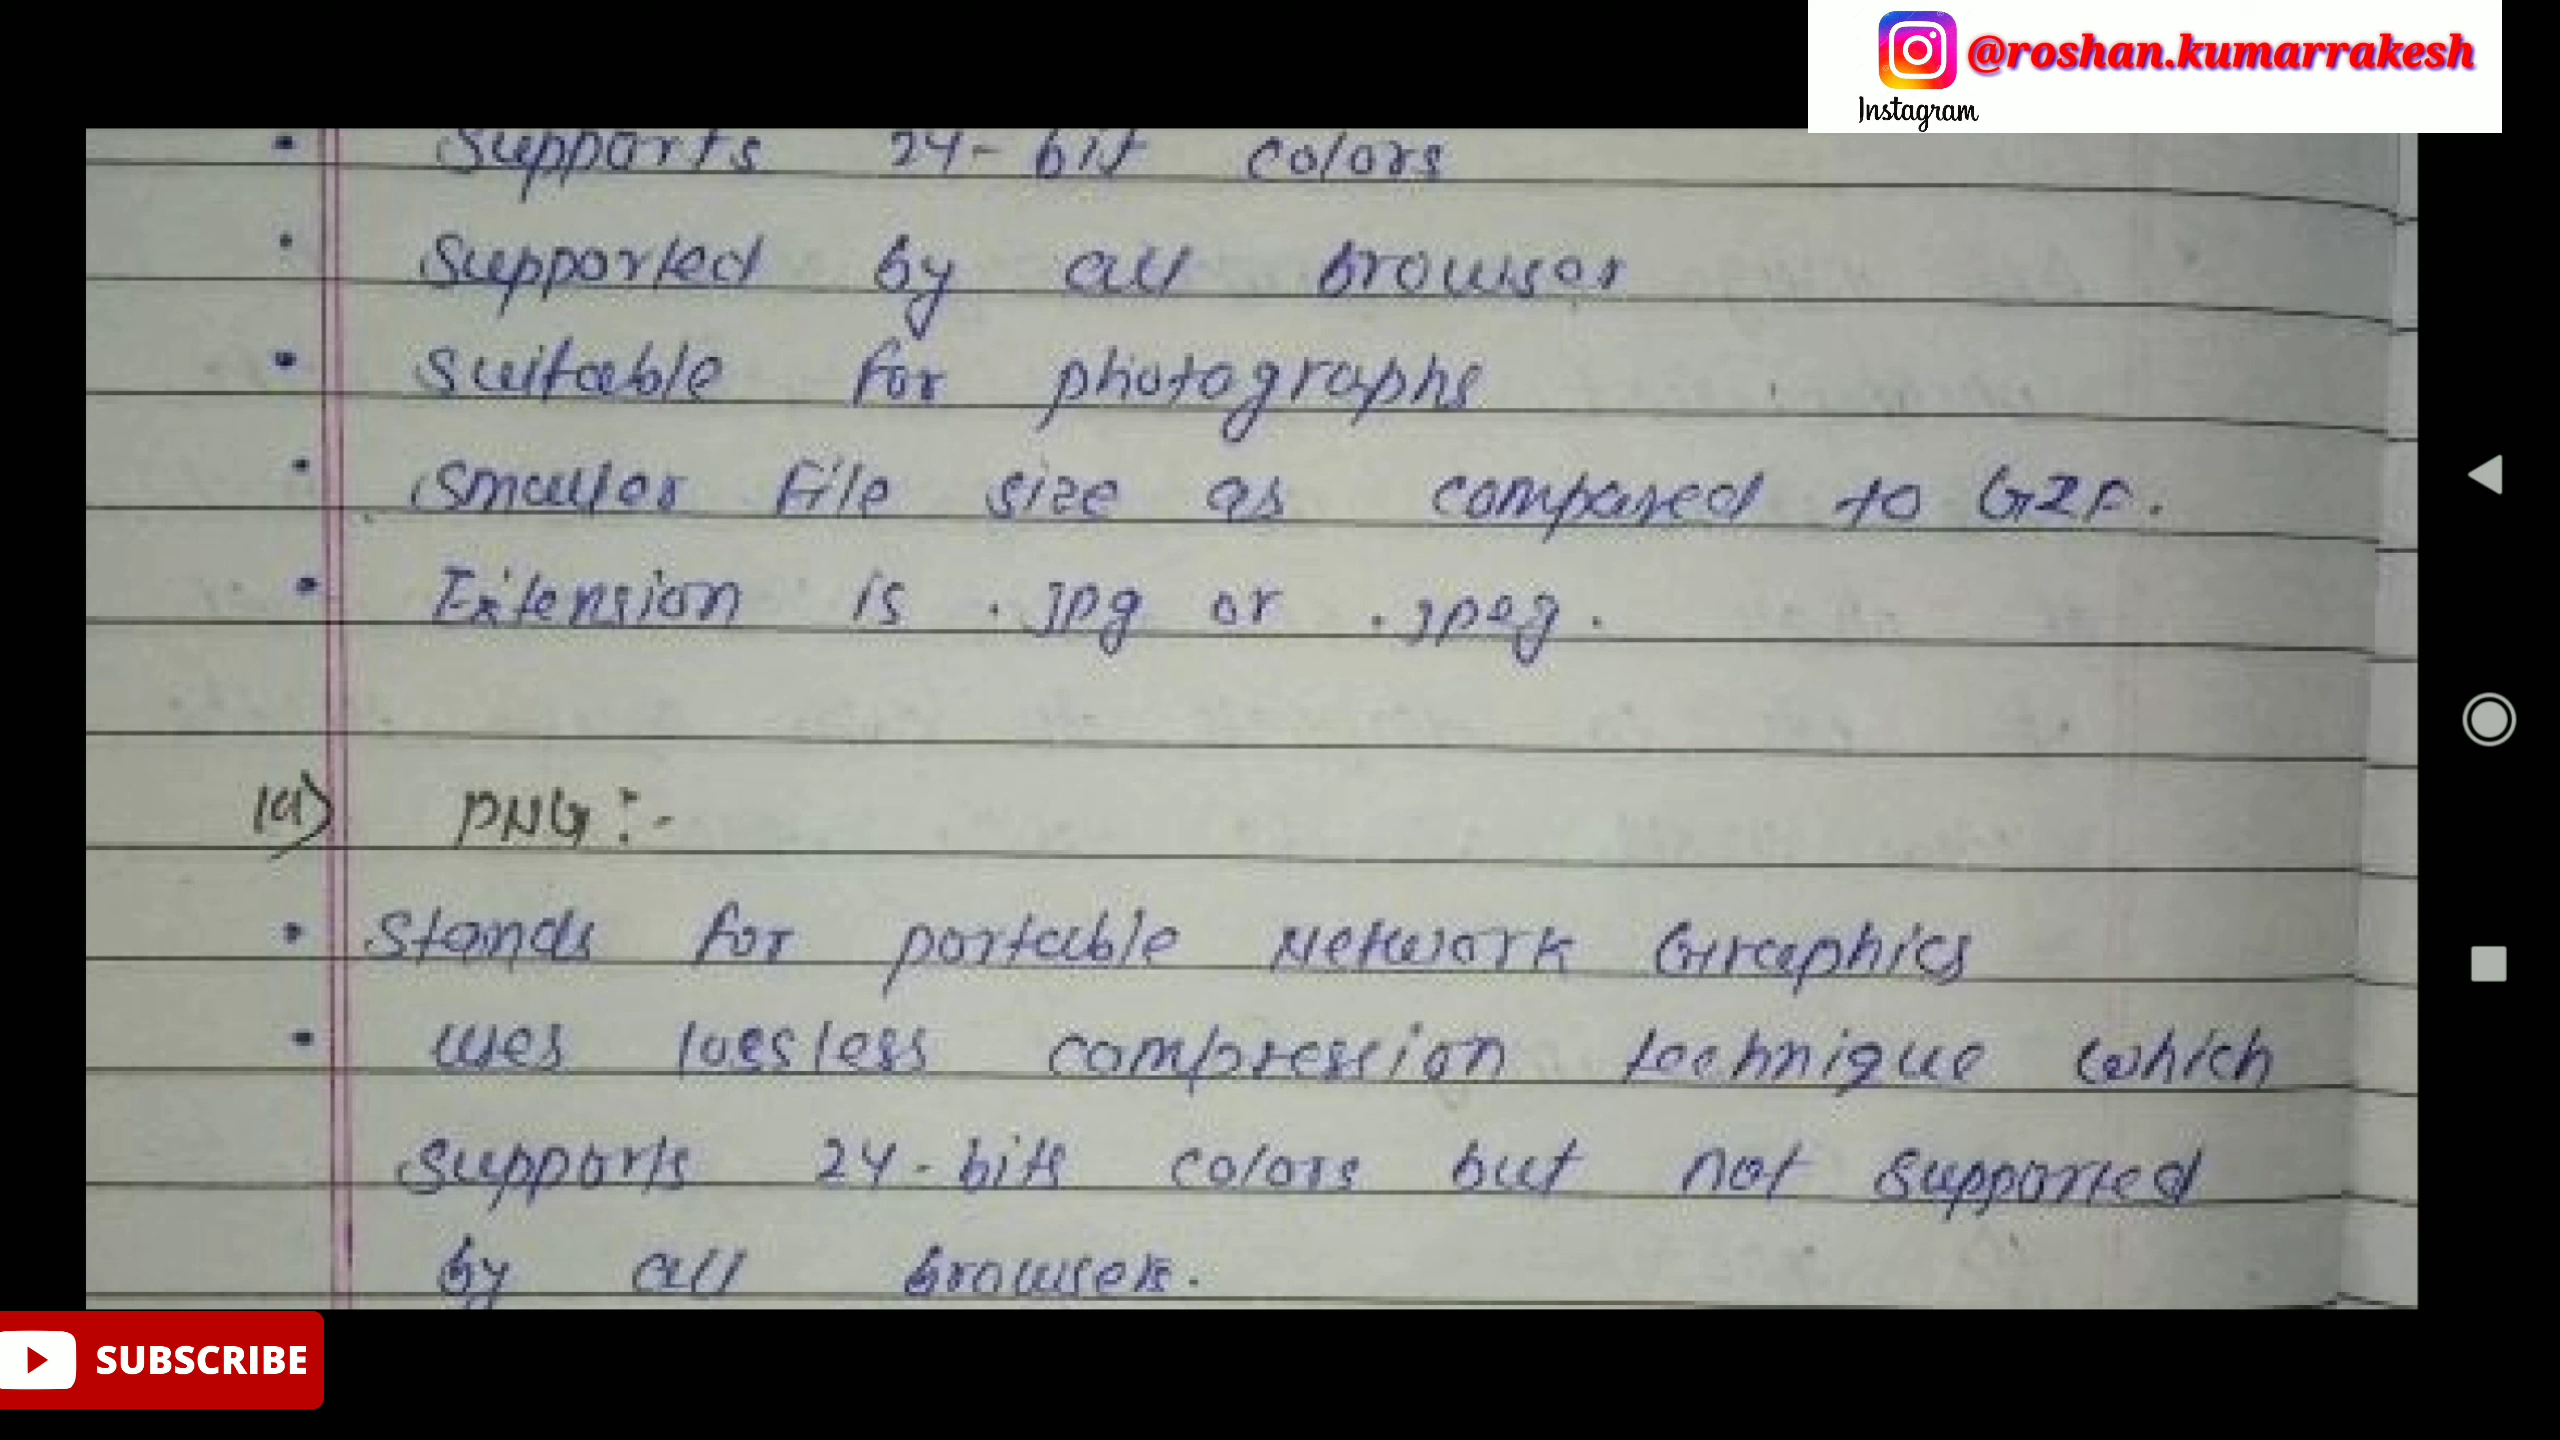 @roshan.kumarrakesh
Instagram
• Supports 24-bit colors
• Supported by all browser
• Suitable for photographs
• Smaller file size as compared to GIF.
• Extension is .jpg or .jpeg.
PNG :-
• Stands for portable Network Graphics
• uses lossless compression technique which
supports 24-bits colors but not supported
by all browsers.
SUBSCRIBE